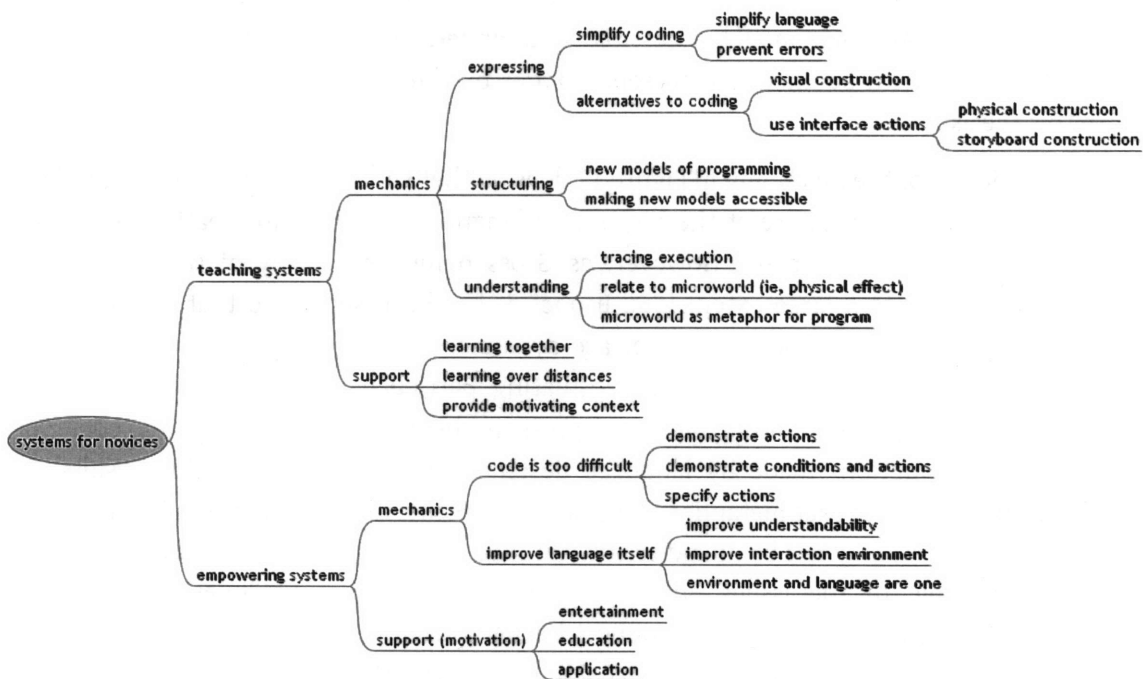 simplify language
simplify coding
prevent errors
expressing
visual construction
alternatives to coding
physical construction
use interface actions
storyboard construction
new models of programming
mechanics
structuring
making new models accessible
tracing execution
teaching systems
understanding
relate to microworld (ie, physical effect)
microworld as metaphor for program
learning together
support
learning over distances
provide motivating context
systems for novices
demonstrate actions
code is too difficult
demonstrate conditions and actions
specify actions
mechanics
improve understandability
improve language itself
improve interaction environment
environment and language are one
empowering systems
entertainment
support (motivation)
education
application